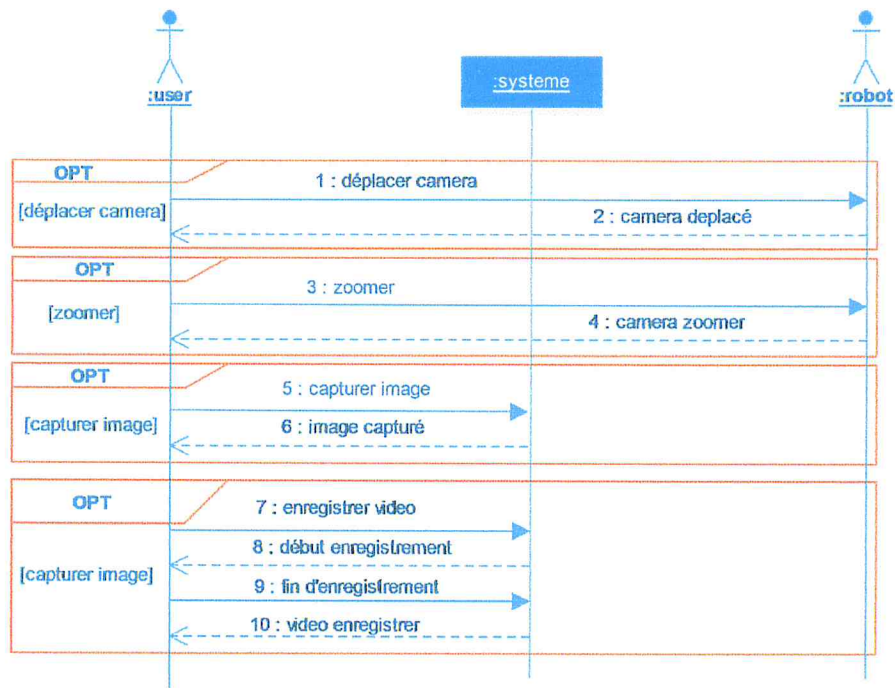 :user
:systeme
:robot
OPT
1 : déplacer camera
[déplacer camera]
2 : camera deplacé
OPT
3 : zoomer
[zoomer]
4 : camera zoomer
OPT
5 : capturer image
[capturer image]
6 : image capturé
OPT
7 : enregistrer video
8 : début enregistrement
[capturer image]
9 : fin d'enregistrement
10 : video enregistrer